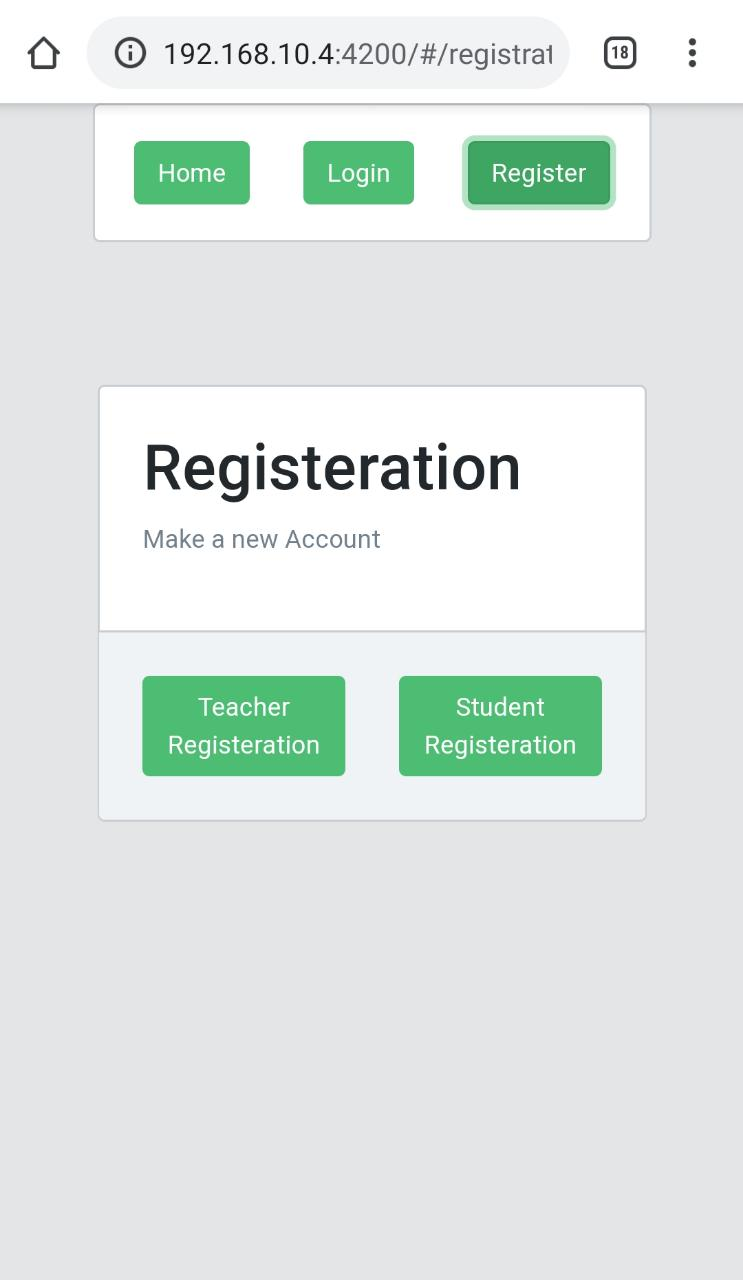 192.168.10.4:4200/#/registrat
18
Home Login Register
Registeration
Make a new Account
Teacher
Registeration
Student
Registeration